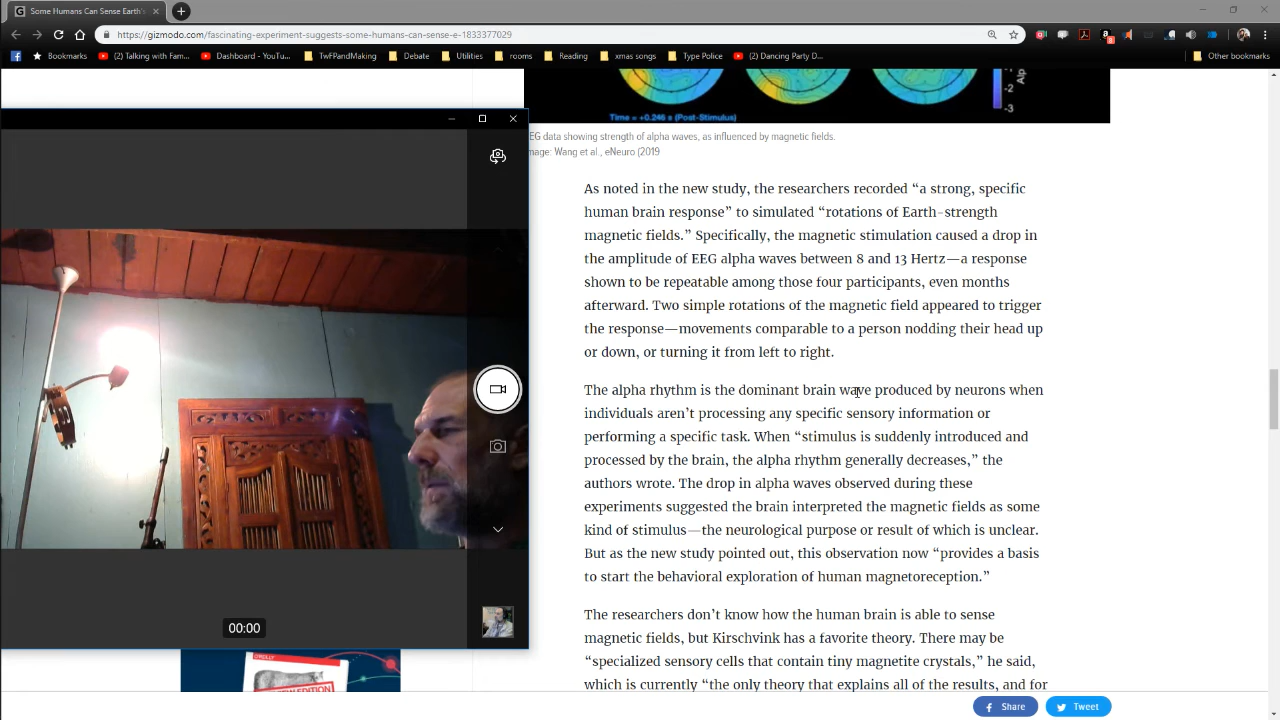 Some Humans Can Sense Earth's
https://gizmodo.com/fascinating-experiment-suggests-some-humans-can-sense-e-1833377029
Bookmarks
(2) Talking with Fam...
Dashboard - YouTu...
TwFPandMaking
Debate
Utilities
rooms
Reading
xmas songs
Type Police
(2) Dancing Party D...
Other bookmarks
-2
-3
Time = +0.246 s (Post-Stimulus)
EG data showing strength of alpha waves, as influenced by magnetic fields.
mage: Wang et al., eNeuro (2019
As noted in the new study, the researchers recorded “a strong, specific
human brain response” to simulated “rotations of Earth-strength
magnetic fields.” Specifically, the magnetic stimulation caused a drop in
the amplitude of EEG alpha waves between 8 and 13 Hertz—a response
shown to be repeatable among those four participants, even months
afterward. Two simple rotations of the magnetic field appeared to trigger
the response—movements comparable to a person nodding their head up
or down, or turning it from left to right.
The alpha rhythm is the dominant brain wave produced by neurons when
individuals aren’t processing any specific sensory information or
performing a specific task. When “stimulus is suddenly introduced and
processed by the brain, the alpha rhythm generally decreases,” the
authors wrote. The drop in alpha waves observed during these
experiments suggested the brain interpreted the magnetic fields as some
kind of stimulus—the neurological purpose or result of which is unclear.
But as the new study pointed out, this observation now “provides a basis
to start the behavioral exploration of human magnetoreception.”
The researchers don’t know how the human brain is able to sense
magnetic fields, but Kirschvink has a favorite theory. There may be
“specialized sensory cells that contain tiny magnetite crystals,” he said,
which is currently “the only theory that explains all of the results, and for
00:00
O'REILLY
EDITION
Share
Tweet